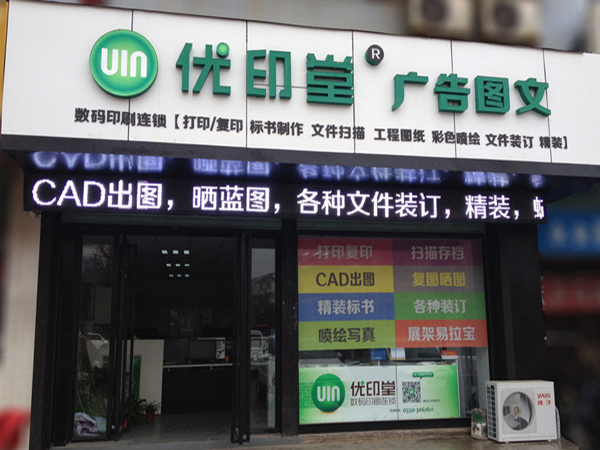 UIN 优印堂® 广告图文
数码印刷连锁【打印/复印 标书制作 文件扫描 工程图纸 彩色喷绘 文件装订 精装】
CAD出图，晒蓝图，各种文件装订，精装，
打印复印 扫描存档
CAD出图 复图晒图
精装标书 各种装订
喷绘写真 展架易拉宝
UIN 优印堂
数码印刷连锁